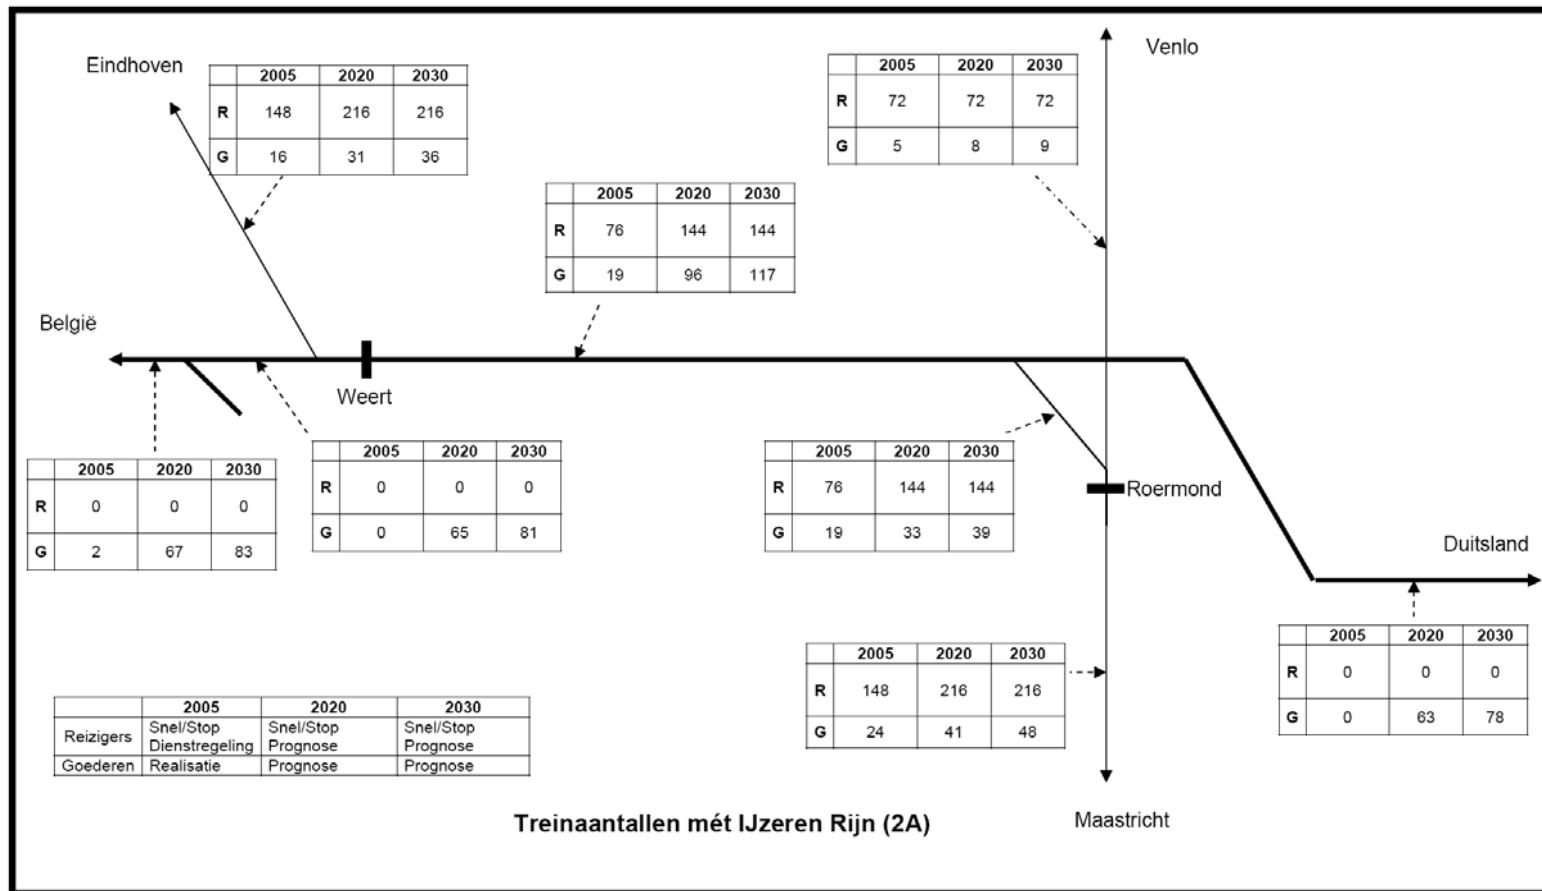 Eindhoven
2005 2020 2030
R 148 216 216
G 16 31 36
Venlo
2005 2020 2030
R 72 72 72
G 5 8 9
2005 2020 2030
R 76 144 144
G 19 96 117
België
Weert
2005 2020 2030
R 0 0 0
G 2 67 83
2005 2020 2030
R 0 0 0
G 0 65 81
2005 2020 2030
R 76 144 144
G 19 33 39
Roermond
Duitsland
2005 2020 2030
R 0 0 0
G 0 63 78
2005 2020 2030
R 148 216 216
G 24 41 48
2005 2020 2030
Reizigers Snel/Stop Snel/Stop Snel/Stop
Dienstregeling Prognose Prognose
Goederen Realisatie Prognose Prognose
Treinaantallen mét IJzeren Rijn (2A)
Maastricht